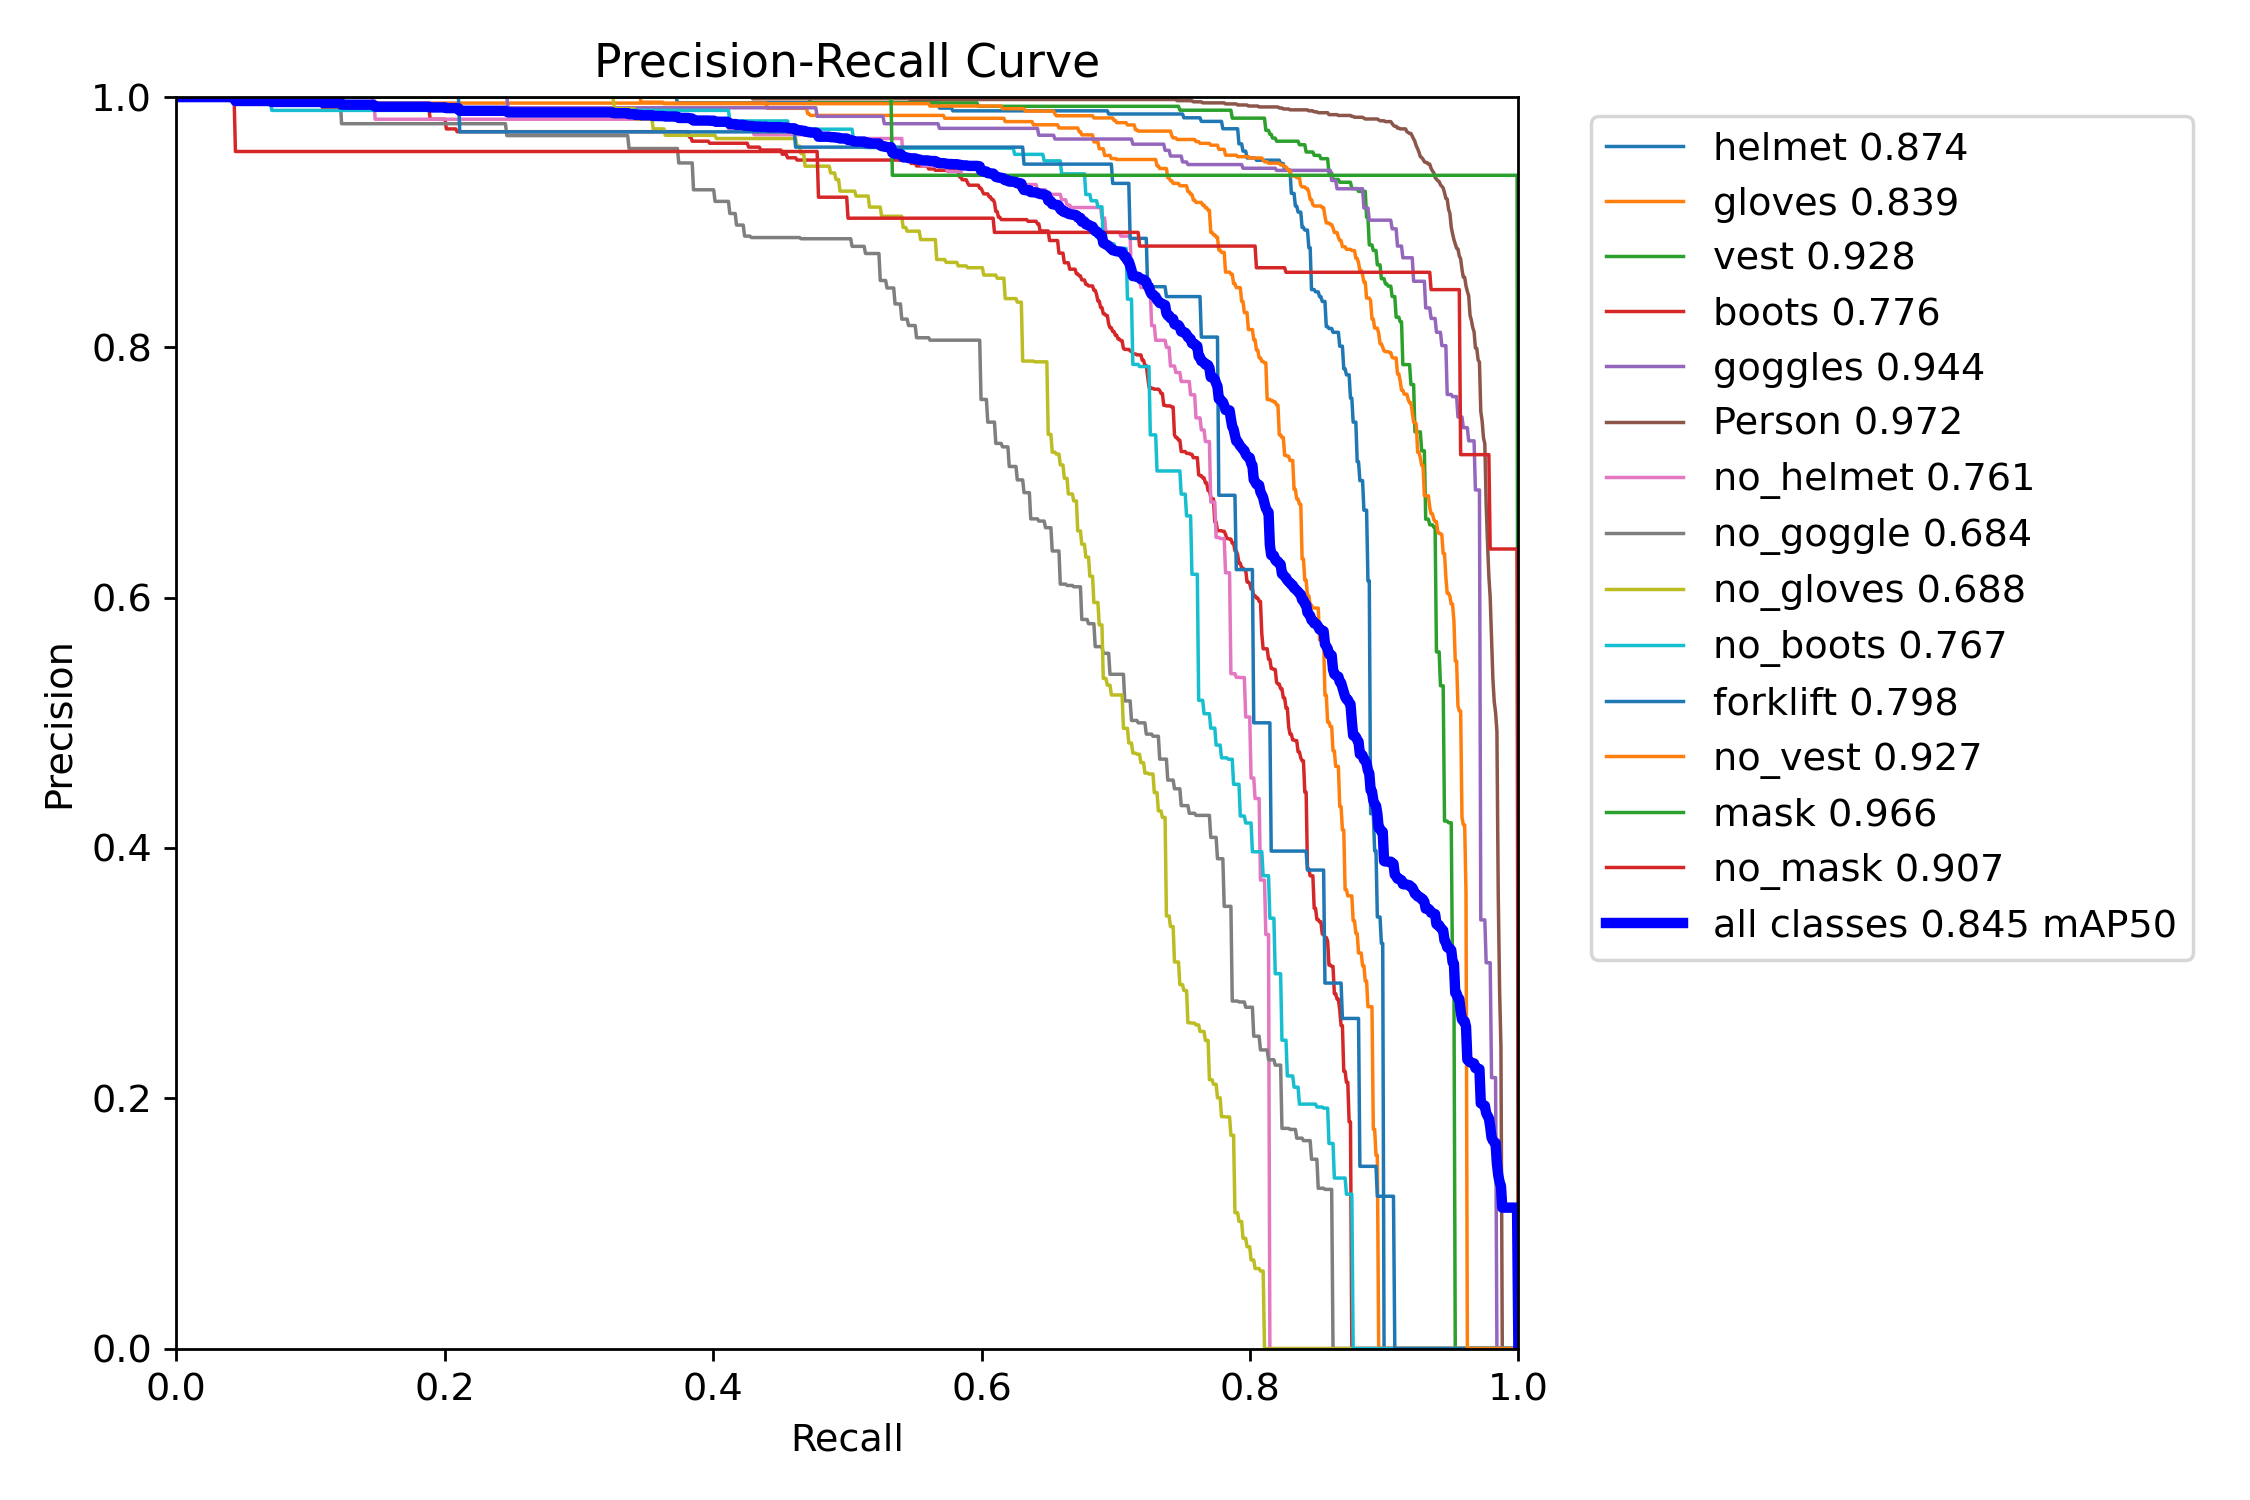 Precision-Recall Curve
1.0
0.8
0.6
0.4
0.2
0.0
Precision
0.0 0.2 0.4 0.6 0.8 1.0
Recall
helmet 0.874
gloves 0.839
vest 0.928
boots 0.776
goggles 0.944
Person 0.972
no_helmet 0.761
no_goggle 0.684
no_gloves 0.688
no_boots 0.767
forklift 0.798
no_vest 0.927
mask 0.966
no_mask 0.907
all classes 0.845 mAP50